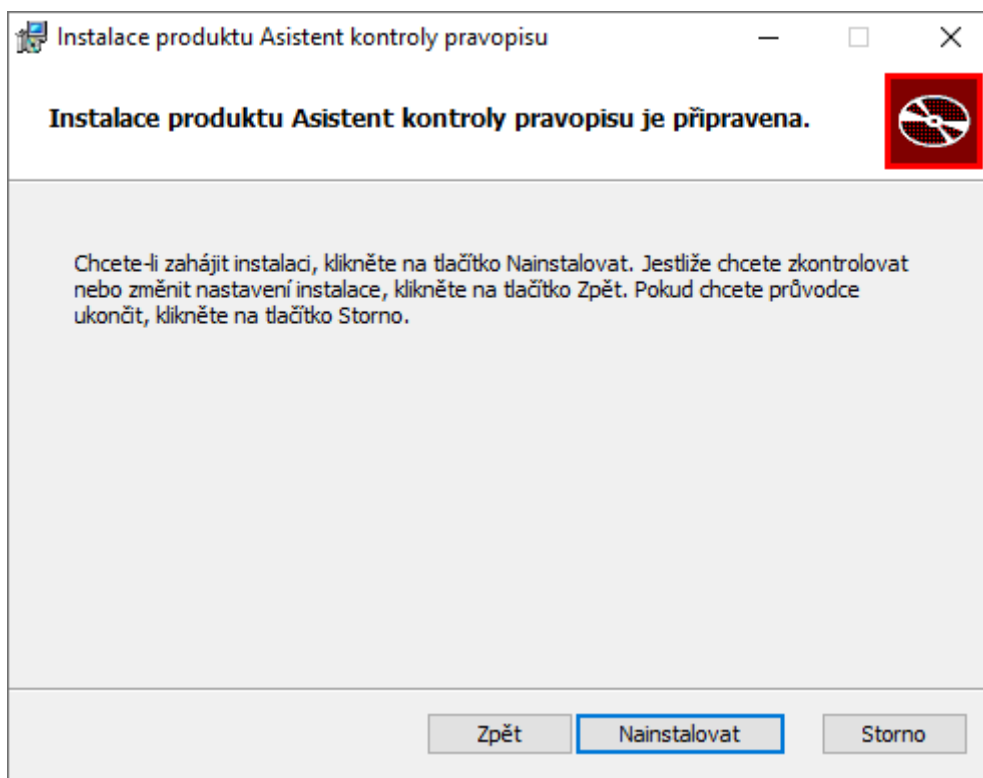 Instalace produktu Asistent kontroly pravopisu
Instalace produktu Asistent kontroly pravopisu je připravena.
Chcete-li zahájit instalaci, klikněte na tlačítko Nainstalovat. Jestliže chcete zkontrolovat
nebo změnit nastavení instalace, klikněte na tlačítko Zpět. Pokud chcete průvodce
ukončit, klikněte na tlačítko Storno.
Zpět Nainstalovat Storno